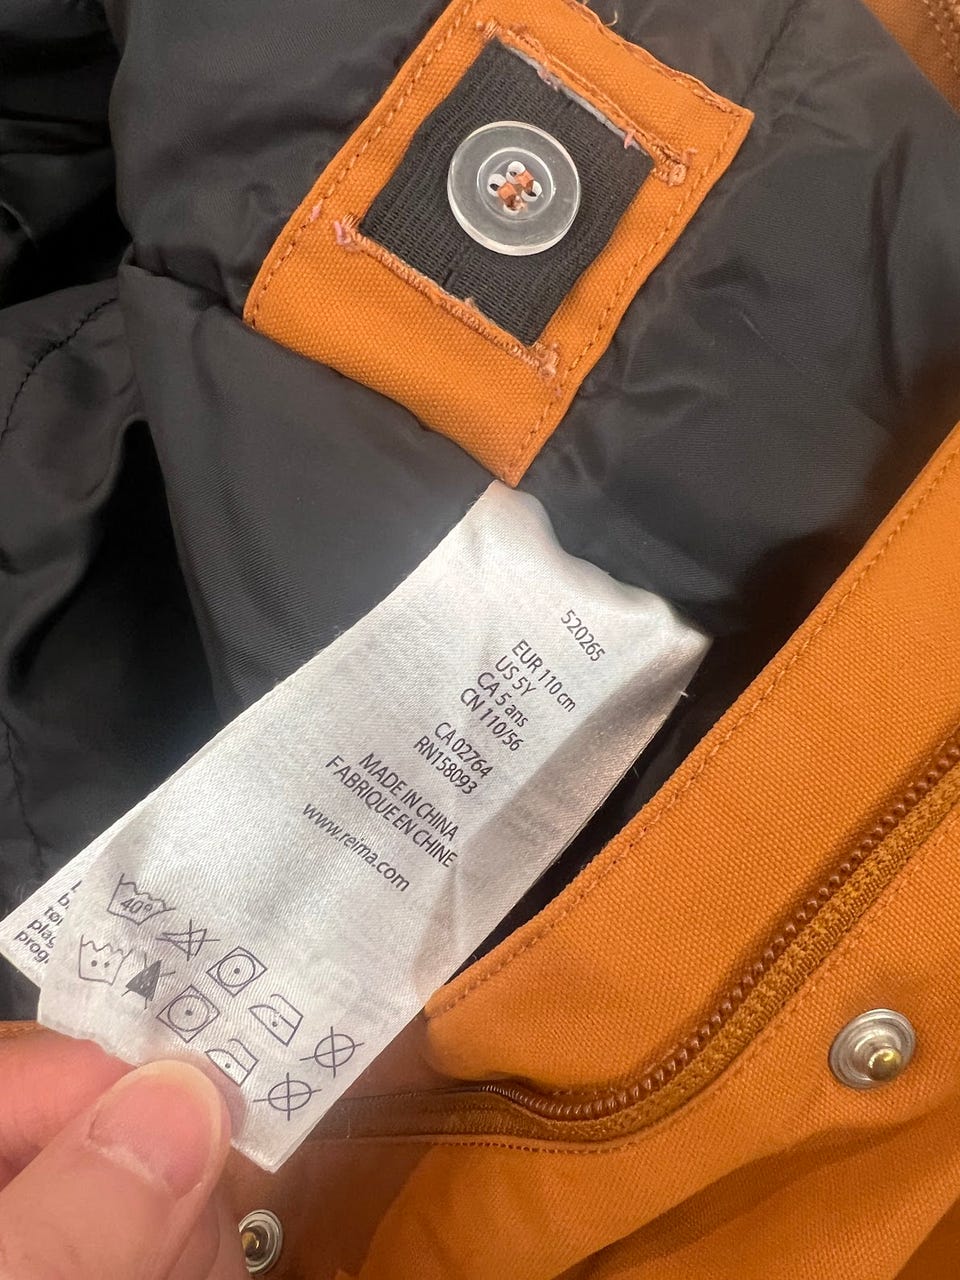 520265
EUR 110 cm
US 5Y
CA 5 ans
CN 110/56
CA 02764
RN158093
MADE IN CHINA
FABRIQUE EN CHINE
www.reima.com
40°